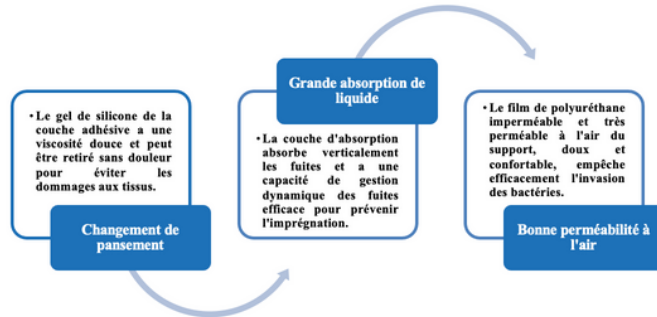 • Le gel de silicone de la
couche adhésive a une
viscosité douce et peut
être retiré sans douleur
pour éviter les
dommages aux tissus.
Changement de
pansement
Grande absorption de
liquide
• La couche d'absorption
absorbe verticalement
les fuites et a une
capacité de gestion
dynamique des fuites
efficace pour prévenir
l'imprégnation.
• Le film de polyuréthane
imperméable et très
perméable à l'air du
support, doux et
confortable, empêche
efficacement l'invasion
des bactéries.
Bonne perméabilité à
l'air